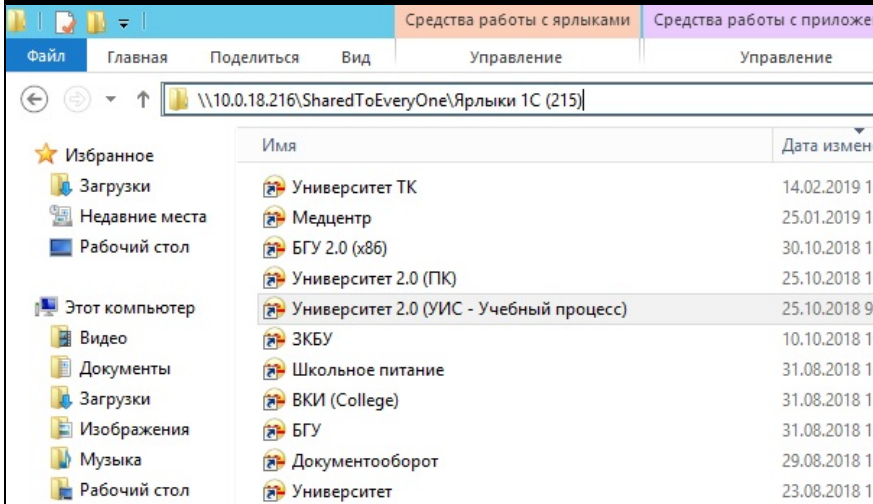 Средства работы с ярлыками Средства работы с приложе
Файл Главная Поделиться Вид Управление Управление
\\10.0.18.216\SharedToEveryOne\Ярлыки 1С (215)
Имя Дата измен
Избранное
Загрузки
Недавние места
Рабочий стол
Этот компьютер
Видео
Документы
Загрузки
Изображения
Музыка
Рабочий стол
Университет ТК 14.02.2019 1
Медцентр 25.01.2019 1
БГУ 2.0 (x86) 30.10.2018 1
Университет 2.0 (ПК) 25.10.2018 1
Университет 2.0 (УИС - Учебный процесс) 25.10.2018 9
ЗКБУ 10.10.2018 1
Школьное питание 31.08.2018 1
ВКИ (College) 31.08.2018 1
БГУ 31.08.2018 1
Документооборот 29.08.2018 1
Университет 23.08.2018 1